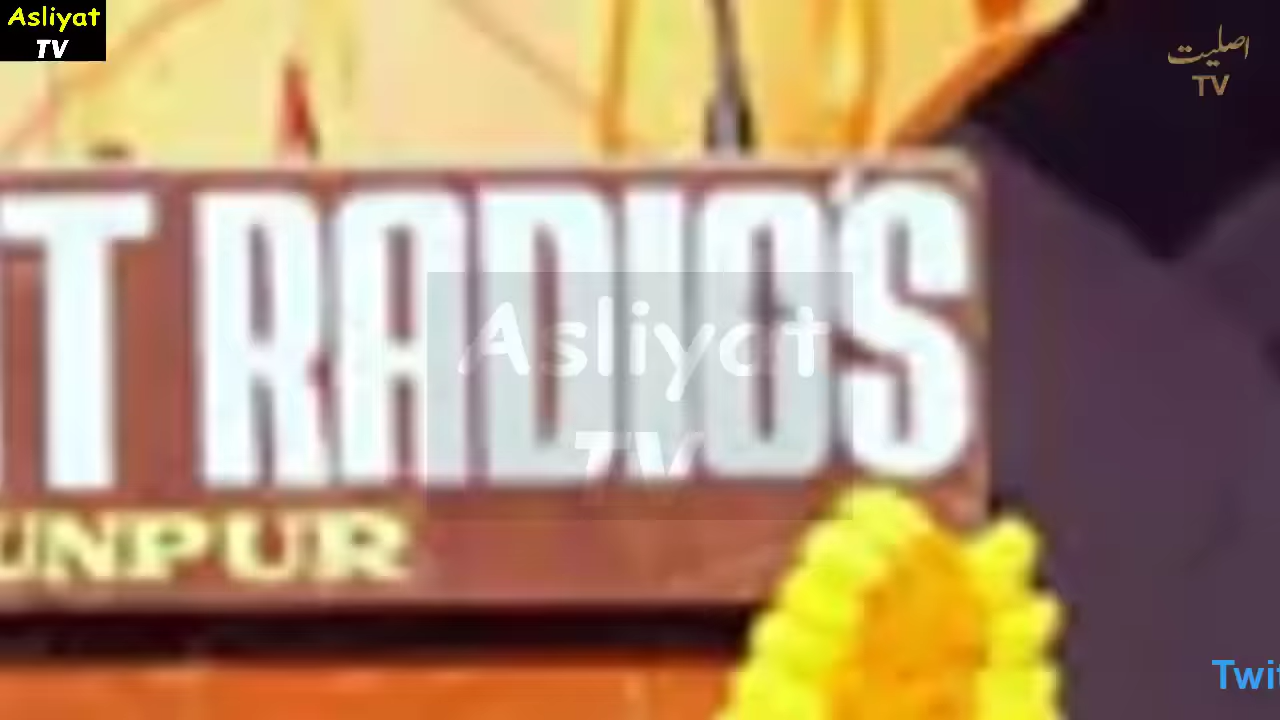 Asliyat
TV
اصلیت
TV
T RADIO'S
UNPUR
Asliyat
TV
Twit